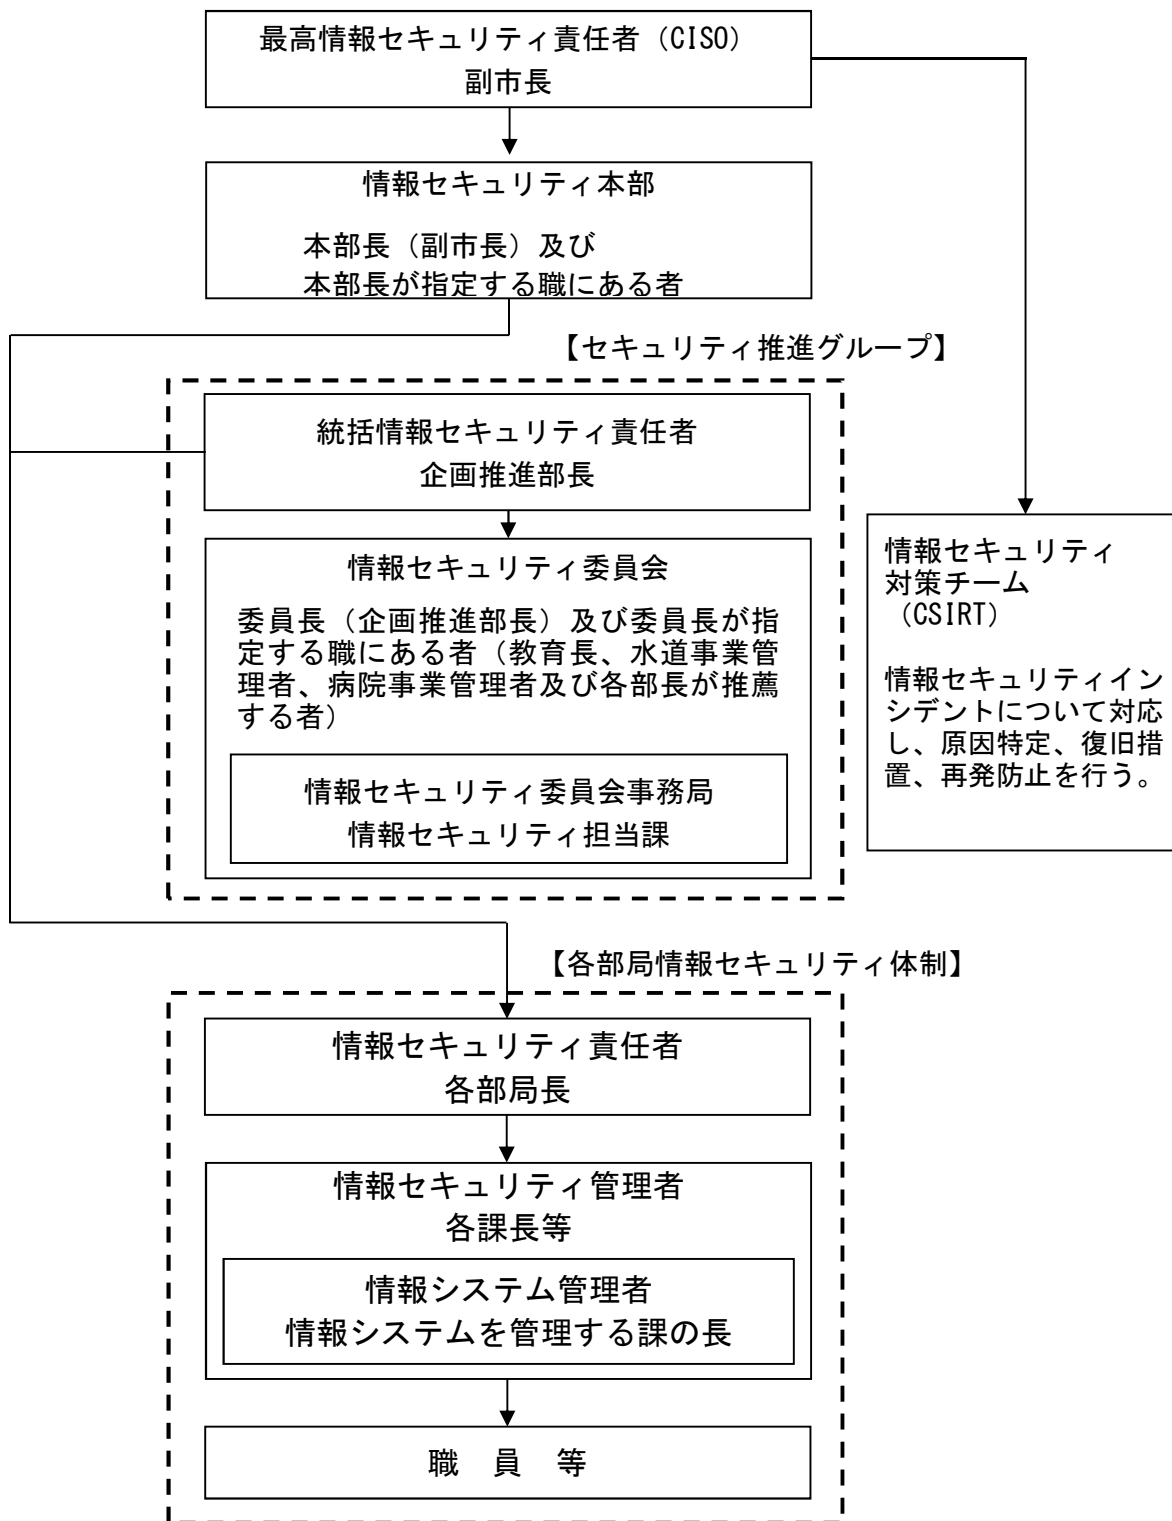 最高情報セキュリティ責任者（CISO）
副市長
情報セキュリティ本部
本部長（副市長）及び
本部長が指定する職にある者
【セキュリティ推進グループ】
統括情報セキュリティ責任者
企画推進部長
情報セキュリティ委員会
委員長（企画推進部長）及び委員長が指
定する職にある者（教育長、水道事業管
理者、病院事業管理者及び各部長が推薦
する者）
情報セキュリティ委員会事務局
情報セキュリティ担当課
情報セキュリティ
対策チーム
（CSIRT）
情報セキュリティイン
シデントについて対応
し、原因特定、復旧措
置、再発防止を行う。
【各部局情報セキュリティ体制】
情報セキュリティ責任者
各部局長
情報セキュリティ管理者
各課長等
情報システム管理者
情報システムを管理する課の長
職　員　等